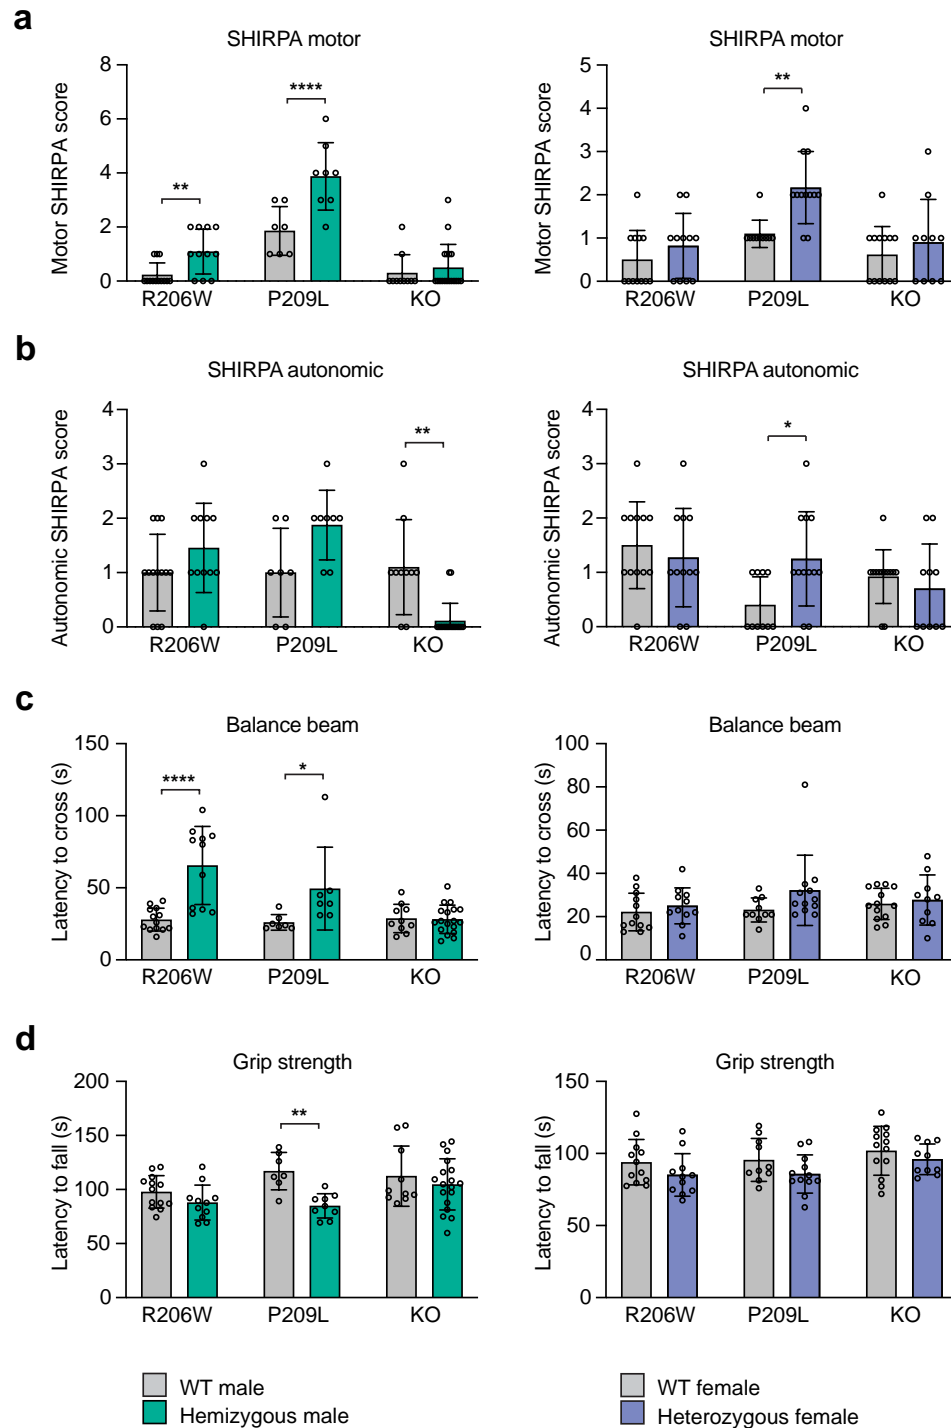 a
SHIRPA motor
Motor SHIRPA score
8
6
4
2
0
**
****
R206W P209L KO
SHIRPA motor
Motor SHIRPA score
5
4
3
2
1
0
**
R206W P209L KO
b
SHIRPA autonomic
Autonomic SHIRPA score
4
3
2
1
0
**
R206W P209L KO
SHIRPA autonomic
Autonomic SHIRPA score
4
3
2
1
0
*
R206W P209L KO
c
Balance beam
Latency to cross (s)
150
100
50
0
****
*
R206W P209L KO
Balance beam
Latency to cross (s)
100
80
60
40
20
0
R206W P209L KO
d
Grip strength
Latency to fall (s)
200
150
100
50
0
**
R206W P209L KO
Grip strength
Latency to fall (s)
150
100
50
0
R206W P209L KO
WT male
Hemizygous male
WT female
Heterozygous female